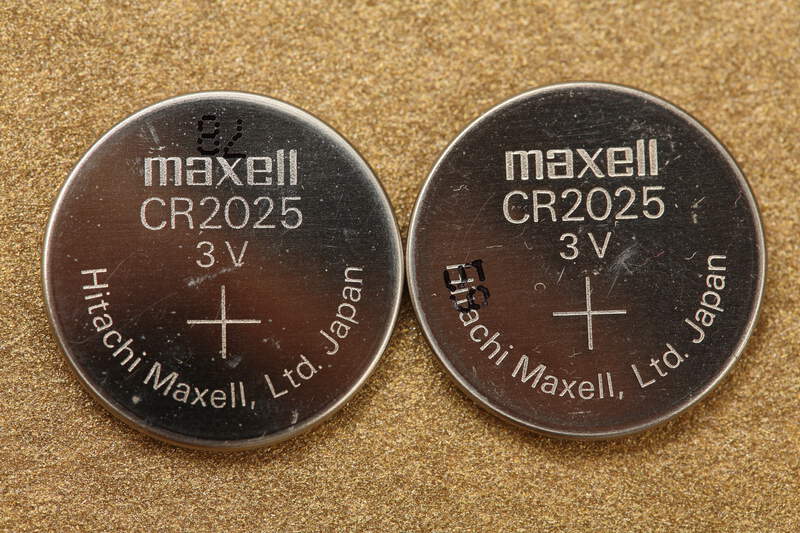 maxell
CR2025
3V
+
Hitachi Maxell, Ltd. Japan
maxell
CR2025
3V
+
Hitachi Maxell, Ltd. Japan